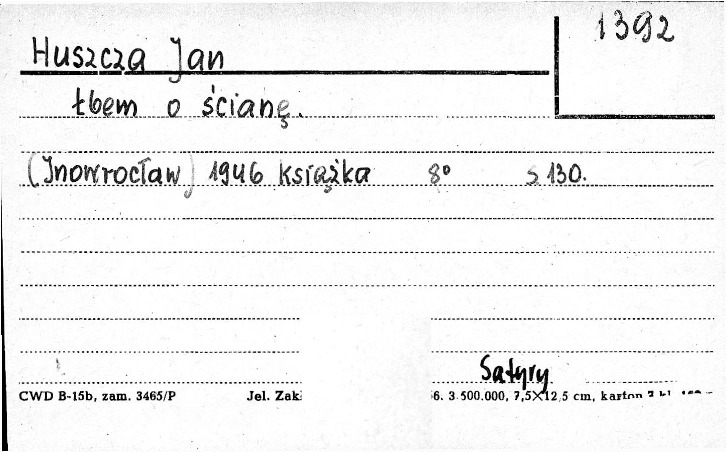 1392
Huszcza Jan
Łbem o ścianę.
(Inowrocław) 1946 książka 8° s 130.
Satyry
CWD B-15b, zam. 3465/P Jel. Zakł 6. 3.500.000, 7,5×12,5 cm, karton